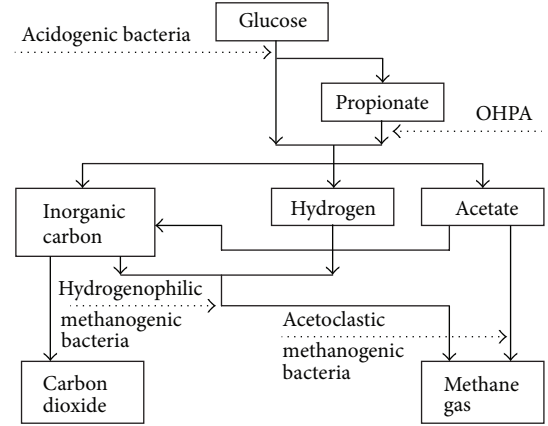 Glucose
Acidogenic bacteria
Propionate
OHPA
Inorganic
carbon
Hydrogen
Acetate
Hydrogenophilic
methanogenic
bacteria
Acetoclastic
methanogenic
bacteria
Carbon
dioxide
Methane
gas